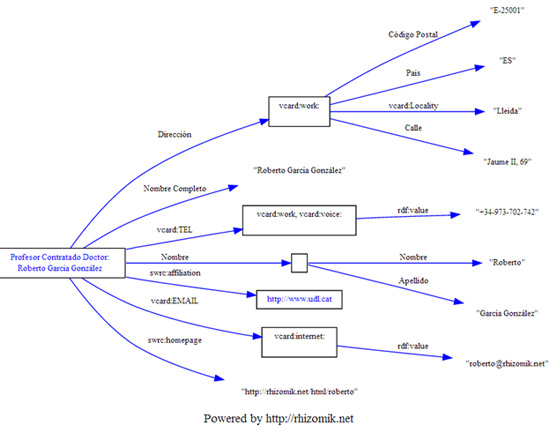 "E-25001"
Código Postal
País
"ES"
vcard:work:
vcard:Locality
"Lleida"
Calle
Dirección
"Jaume II, 69"
"Roberto García González"
Nombre Completo
vcard:work, vcard:voice:
rdf:value
"+34-973-702-742"
vcard:TEL
Profesor Contratado Doctor:
Roberto García González
Nombre
Nombre
"Roberto"
swrc:affiliation
Apellido
http://www.udl.cat
"García González"
vcard:EMAIL
vcard:internet:
swrc:homepage
rdf:value
"roberto@rhizomik.net"
"http://rhizomik.net/html/roberto"
Powered by http://rhizomik.net